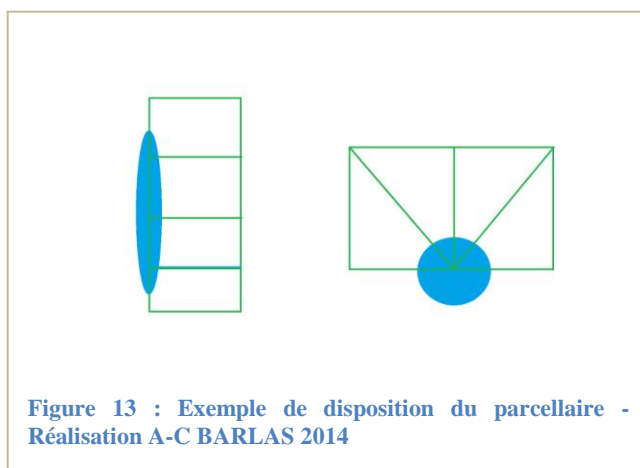 Figure 13 : Exemple de disposition du parcellaire -
Réalisation A-C BARLAS 2014